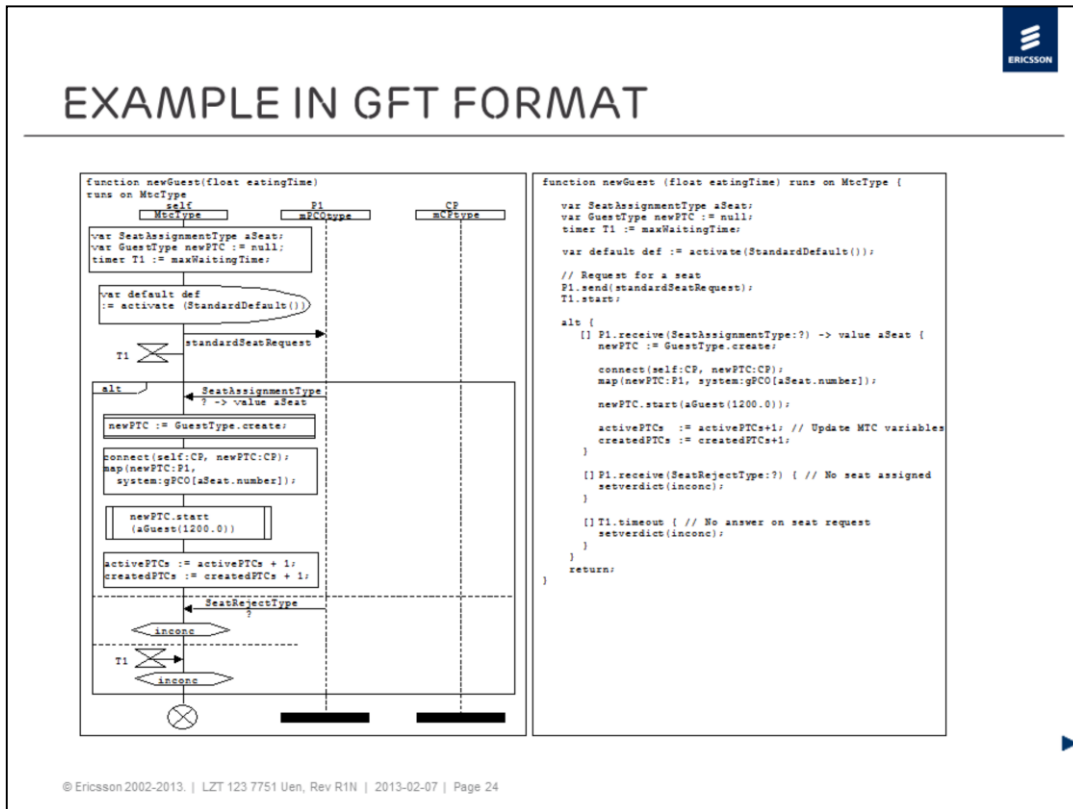 ERICSSON
EXAMPLE IN GFT FORMAT
function newGuest(float eatingTime)
runs on MtcType
self
MtcType
P1
mPCOtype
CP
mCPtype
var SeatAssignmentType aSeat;
var GuestType newPTC := null;
timer T1 := maxWaitingTime;
var default def
:= activate (StandardDefault())
standardSeatRequest
T1
alt
SeatAssignmentType
? -> value aSeat
newPTC := GuestType.create;
connect(self:CP, newPTC:CP);
map(newPTC:P1,
system:gPCO[aSeat.number]);
newPTC.start
(aGuest(1200.0))
activePTCs := activePTCs + 1;
createdPTCs := createdPTCs + 1;
SeatRejectType
?
inconc
T1
inconc
function newGuest (float eatingTime) runs on MtcType {
var SeatAssignmentType aSeat;
var GuestType newPTC := null;
timer T1 := maxWaitingTime;
var default def := activate(StandardDefault());
// Request for a seat
P1.send(standardSeatRequest);
T1.start;
alt {
[] P1.receive(SeatAssignmentType:?) -> value aSeat {
newPTC := GuestType.create;
connect(self:CP, newPTC:CP);
map(newPTC:P1, system:gPCO[aSeat.number]);
newPTC.start(aGuest(1200.0));
activePTCs := activePTCs+1; // Update MTC variables
createdPTCs := createdPTCs+1;
}
[] P1.receive(SeatRejectType:?) { // No seat assigned
setverdict(inconc);
}
[] T1.timeout { // No answer on seat request
setverdict(inconc);
}
}
return;
}
© Ericsson 2002-2013. | LZT 123 7751 Uen, Rev R1N | 2013-02-07 | Page 24